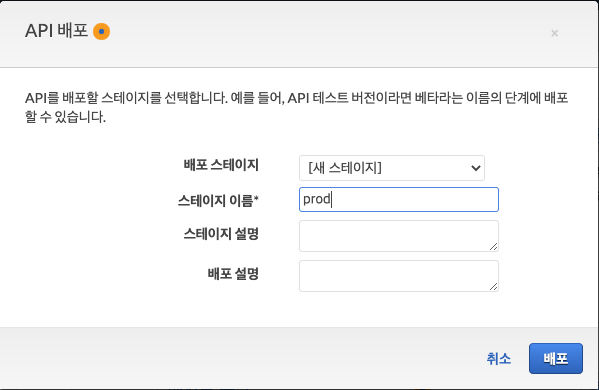 API 배포
×
API를 배포할 스테이지를 선택합니다. 예를 들어, API 테스트 버전이라면 베타라는 이름의 단계에 배포
할 수 있습니다.
배포 스테이지 [새 스테이지]
스테이지 이름* prod
스테이지 설명
배포 설명
취소 배포